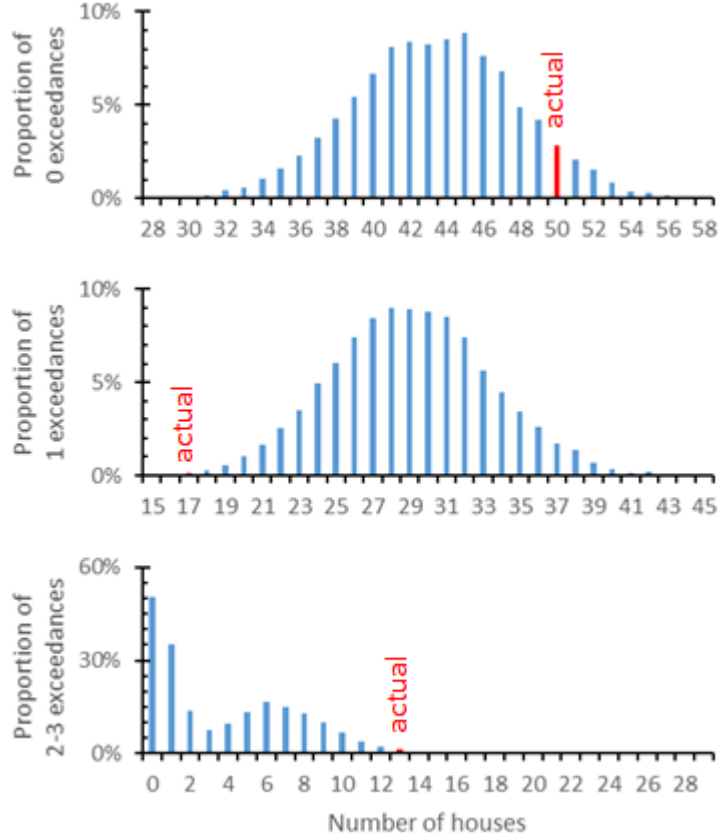 Proportion of
0 exceedances
10%
5%
0%
actual
28 30 32 34 36 38 40 42 44 46 48 50 52 54 56 58
Proportion of
1 exceedances
10%
5%
0%
actual
15 17 19 21 23 25 27 29 31 33 35 37 39 41 43 45
Proportion of
2-3 exceedances
60%
30%
0%
actual
0 2 4 6 8 10 12 14 16 18 20 22 24 26 28
Number of houses